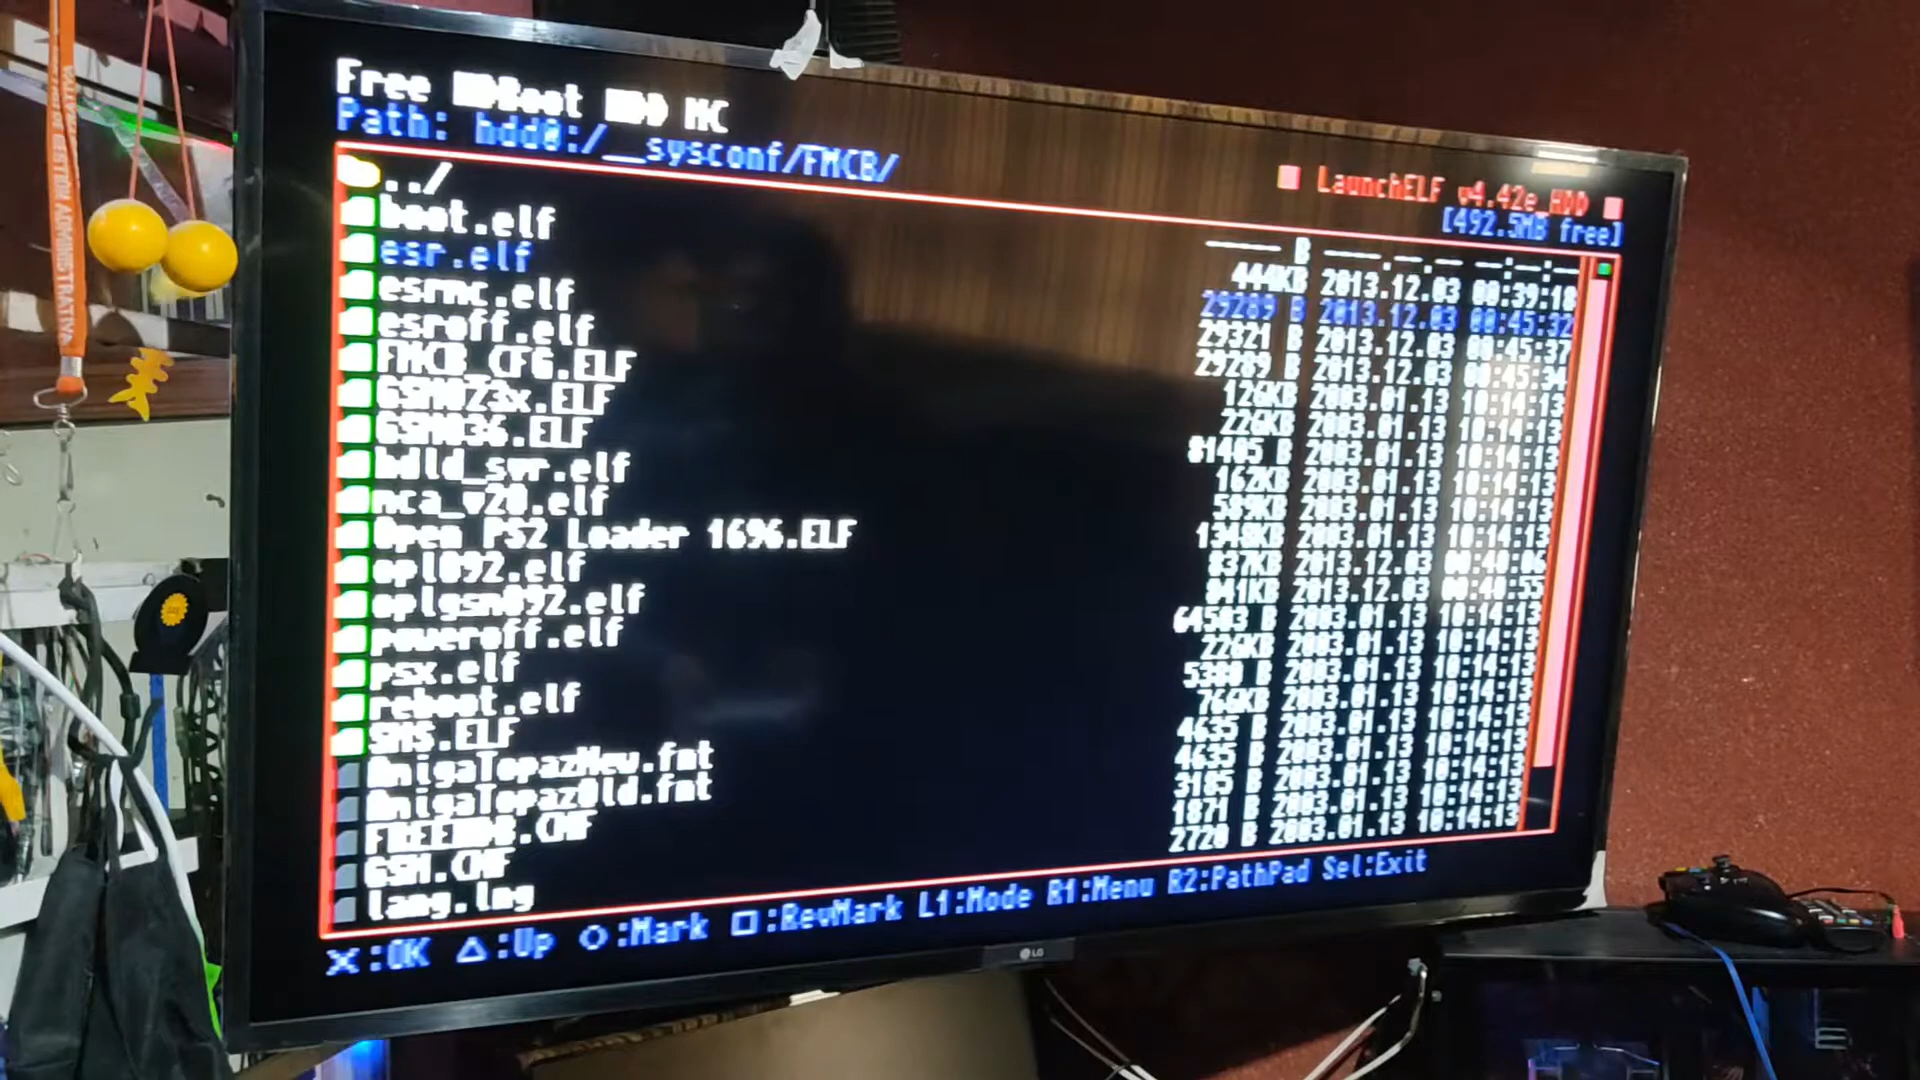 Free HDBoot HDD MC
Path: hdd0:/__sysconf/FMCB/
LaunchELF v4.42e_HDD
[492.5MB free]
../
boot.elf
444KB 2013.12.03 00:39:18
esr.elf
29289 B 2013.12.03 00:45:32
esrmc.elf
29321 B 2013.12.03 00:45:37
esroff.elf
29289 B 2013.12.03 00:45:34
FMCB_CFG.ELF
126KB 2003.01.13 10:14:13
GSM023x.ELF
226KB 2003.01.13 10:14:13
GSM036.ELF
81405 B 2003.01.13 10:14:13
hdld_svr.elf
162KB 2003.01.13 10:14:13
nca_v20.elf
589KB 2003.01.13 10:14:13
Open PS2 Loader 1696.ELF
1348KB 2003.01.13 10:14:13
opl092.elf
837KB 2013.12.03 00:40:06
oplgsm092.elf
841KB 2013.12.03 00:40:55
poweroff.elf
64503 B 2003.01.13 10:14:13
psx.elf
226KB 2003.01.13 10:14:13
reboot.elf
5380 B 2003.01.13 10:14:13
SMS.ELF
766KB 2003.01.13 10:14:13
AmigaTopazNew.fnt
4635 B 2003.01.13 10:14:13
AmigaTopazOld.fnt
4635 B 2003.01.13 10:14:13
FREEHDB.CNF
3185 B 2003.01.13 10:14:13
GSM.CNF
1871 B 2003.01.13 10:14:13
lang.lng
2720 B 2003.01.13 10:14:13
X:OK △:Up O:Mark □:RevMark L1:Mode R1:Menu R2:PathPad Sel:Exit
LG